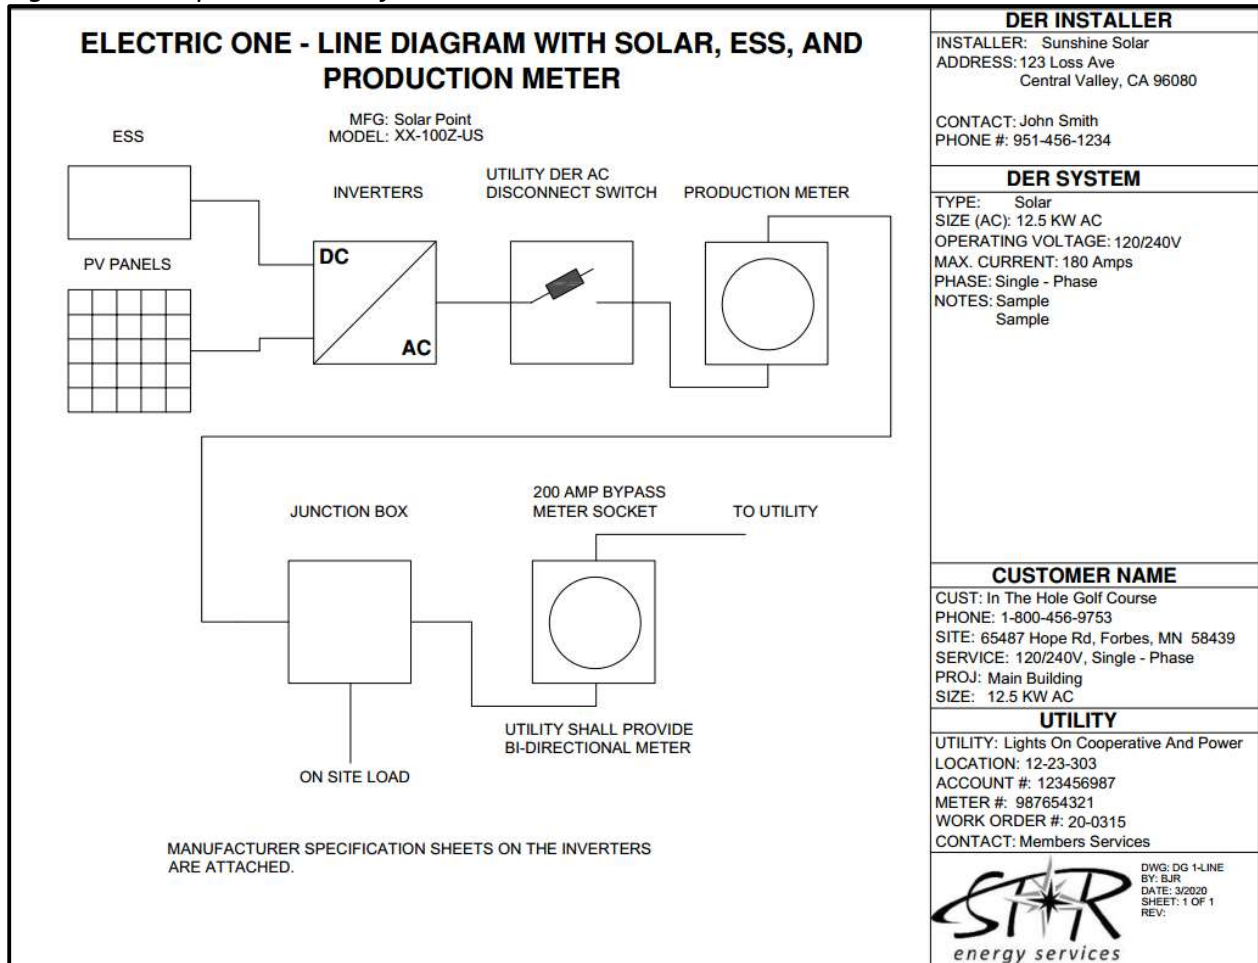 ELECTRIC ONE - LINE DIAGRAM WITH SOLAR, ESS, AND
PRODUCTION METER
MFG: Solar Point
MODEL: XX-100Z-US
ESS
INVERTERS
UTILITY DER AC
DISCONNECT SWITCH
PRODUCTION METER
DC
AC
PV PANELS
JUNCTION BOX
200 AMP BYPASS
METER SOCKET
TO UTILITY
UTILITY SHALL PROVIDE
BI-DIRECTIONAL METER
ON SITE LOAD
MANUFACTURER SPECIFICATION SHEETS ON THE INVERTERS
ARE ATTACHED.
DER INSTALLER
INSTALLER: Sunshine Solar
ADDRESS: 123 Loss Ave
Central Valley, CA 96080
CONTACT: John Smith
PHONE #: 951-456-1234
DER SYSTEM
TYPE: Solar
SIZE (AC): 12.5 KW AC
OPERATING VOLTAGE: 120/240V
MAX. CURRENT: 180 Amps
PHASE: Single - Phase
NOTES: Sample
Sample
CUSTOMER NAME
CUST: In The Hole Golf Course
PHONE: 1-800-456-9753
SITE: 65487 Hope Rd, Forbes, MN 58439
SERVICE: 120/240V, Single - Phase
PROJ: Main Building
SIZE: 12.5 KW AC
UTILITY
UTILITY: Lights On Cooperative And Power
LOCATION: 12-23-303
ACCOUNT #: 123456987
METER #: 987654321
WORK ORDER #: 20-0315
CONTACT: Members Services
STAR
energy services
DWG: DG 1-LINE
BY: BJR
DATE: 3/2020
SHEET: 1 OF 1
REV: